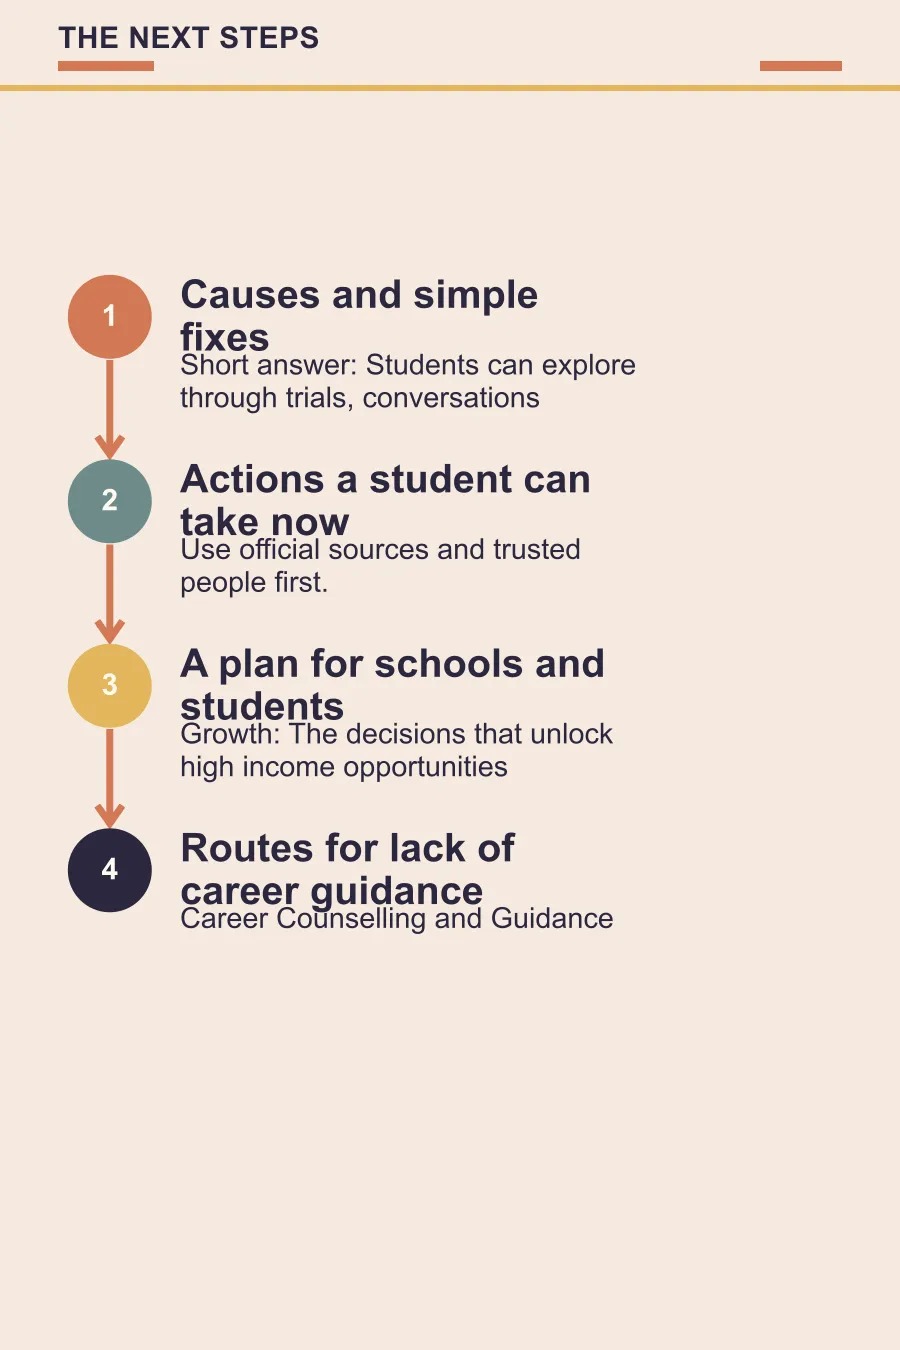 THE NEXT STEPS
1
Causes and simple
fixes
Short answer: Students can explore
through trials, conversations
2
Actions a student can
take now
Use official sources and trusted
people first.
3
A plan for schools and
students
Growth: The decisions that unlock
high income opportunities
4
Routes for lack of
career guidance
Career Counselling and Guidance